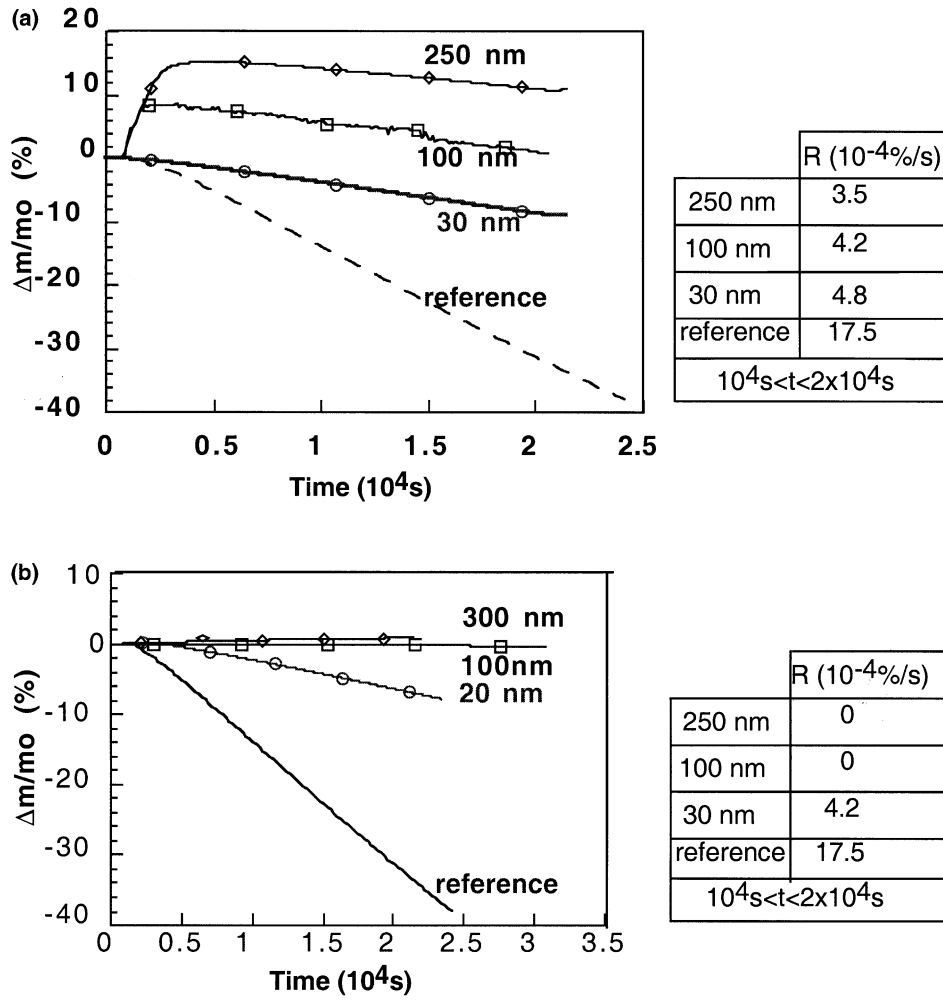 (a)
20
10
0
-10
-20
-30
-40
Δm/mo (%)
250 nm
100 nm
30 nm
reference
0 0.5 1 1.5 2 2.5
Time (10⁴s)
R (10⁻⁴%/s)
250 nm 3.5
100 nm 4.2
30 nm 4.8
reference 17.5
10⁴s<t<2x10⁴s
(b)
10
0
-10
-20
-30
-40
Δm/mo (%)
300 nm
100nm
20 nm
reference
0 0.5 1 1.5 2 2.5 3 3.5
Time (10⁴s)
R (10⁻⁴%/s)
250 nm 0
100 nm 0
30 nm 4.2
reference 17.5
10⁴s<t<2x10⁴s